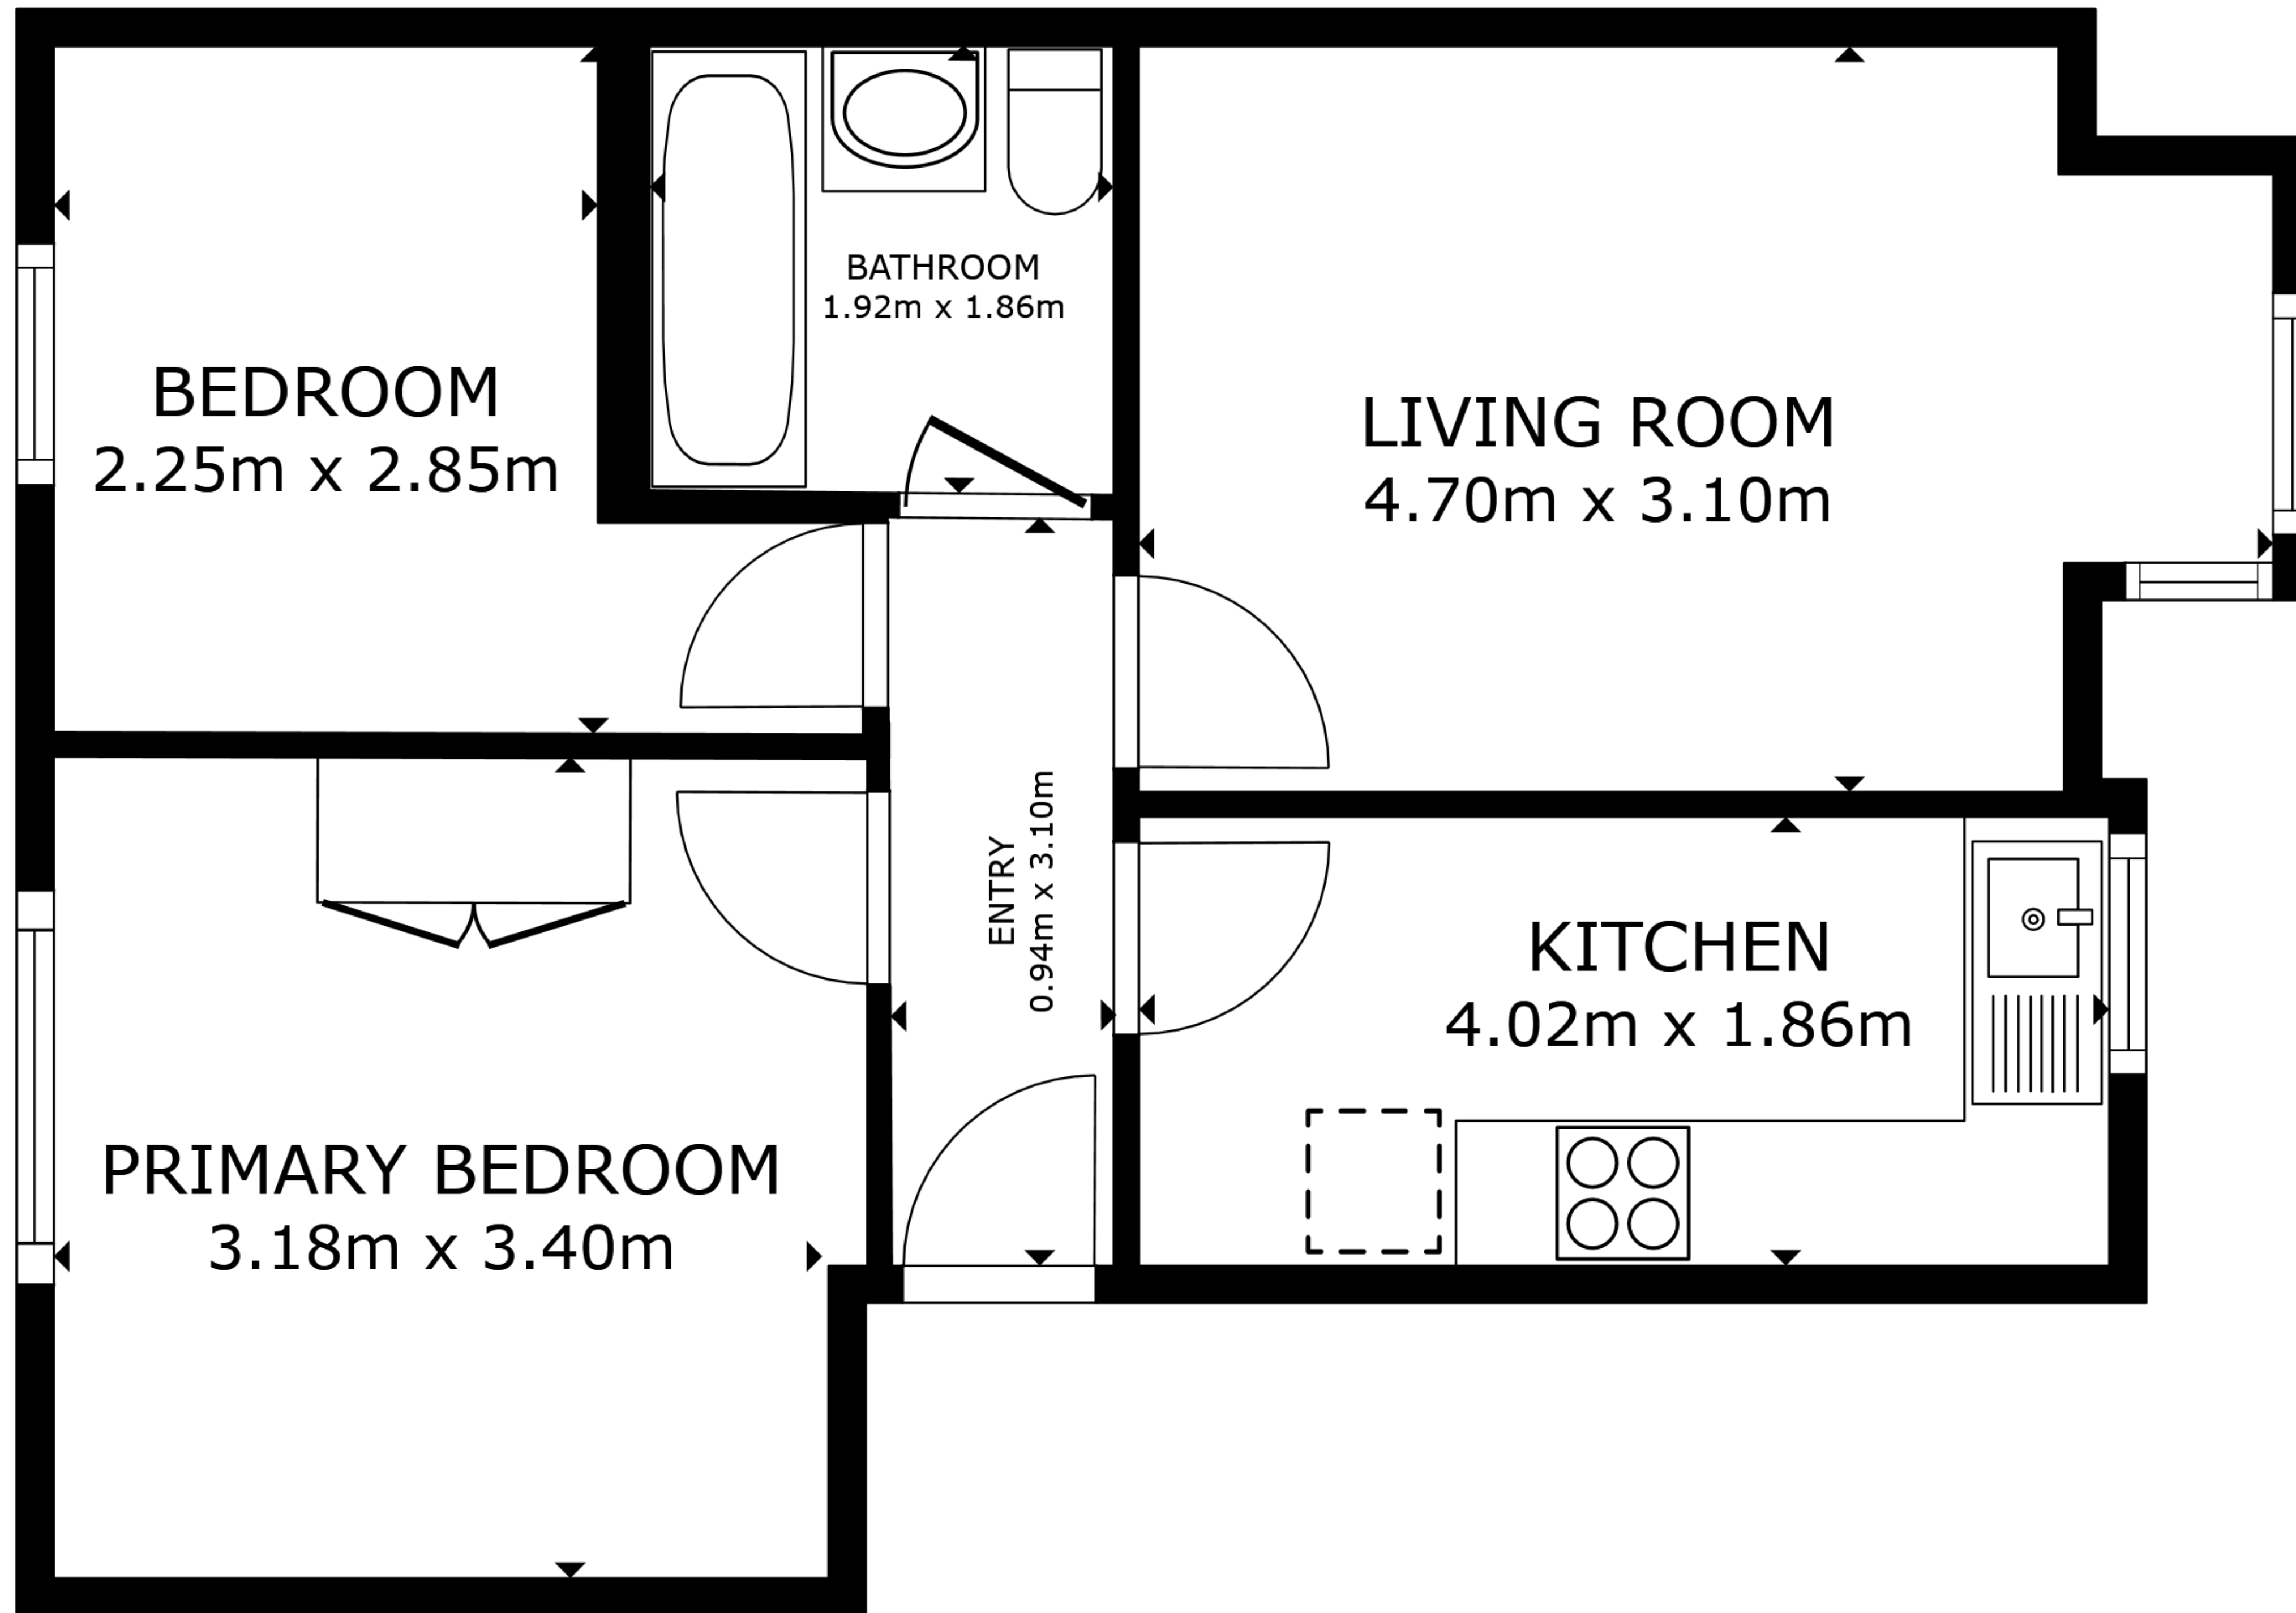 BATHROOM
1.92m x 1.86m
BEDROOM
2.25m x 2.85m
LIVING ROOM
4.70m x 3.10m
ENTRY
0.94m x 3.10m
KITCHEN
4.02m x 1.86m
PRIMARY BEDROOM
3.18m x 3.40m